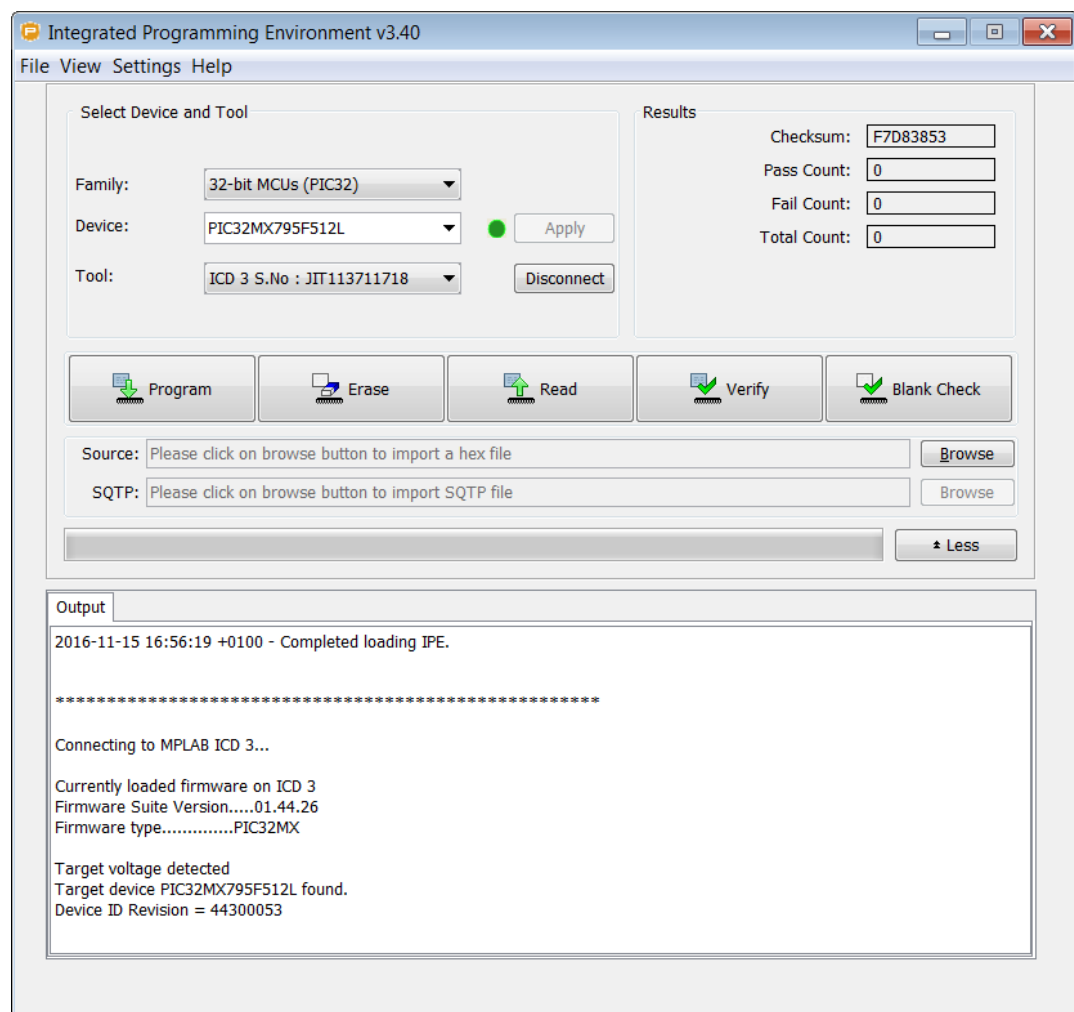 Integrated Programming Environment v3.40
File View Settings Help
Select Device and Tool
Family: 32-bit MCUs (PIC32)
Device: PIC32MX795F512L Apply
Tool: ICD 3 S.No : JIT113711718 Disconnect
Results
Checksum: F7D83853
Pass Count: 0
Fail Count: 0
Total Count: 0
Program Erase Read Verify Blank Check
Source: Please click on browse button to import a hex file Browse
SQTP: Please click on browse button to import SQTP file Browse
Less
Output
2016-11-15 16:56:19 +0100 - Completed loading IPE.
*****************************************************
Connecting to MPLAB ICD 3...
Currently loaded firmware on ICD 3
Firmware Suite Version.....01.44.26
Firmware type..............PIC32MX
Target voltage detected
Target device PIC32MX795F512L found.
Device ID Revision = 44300053